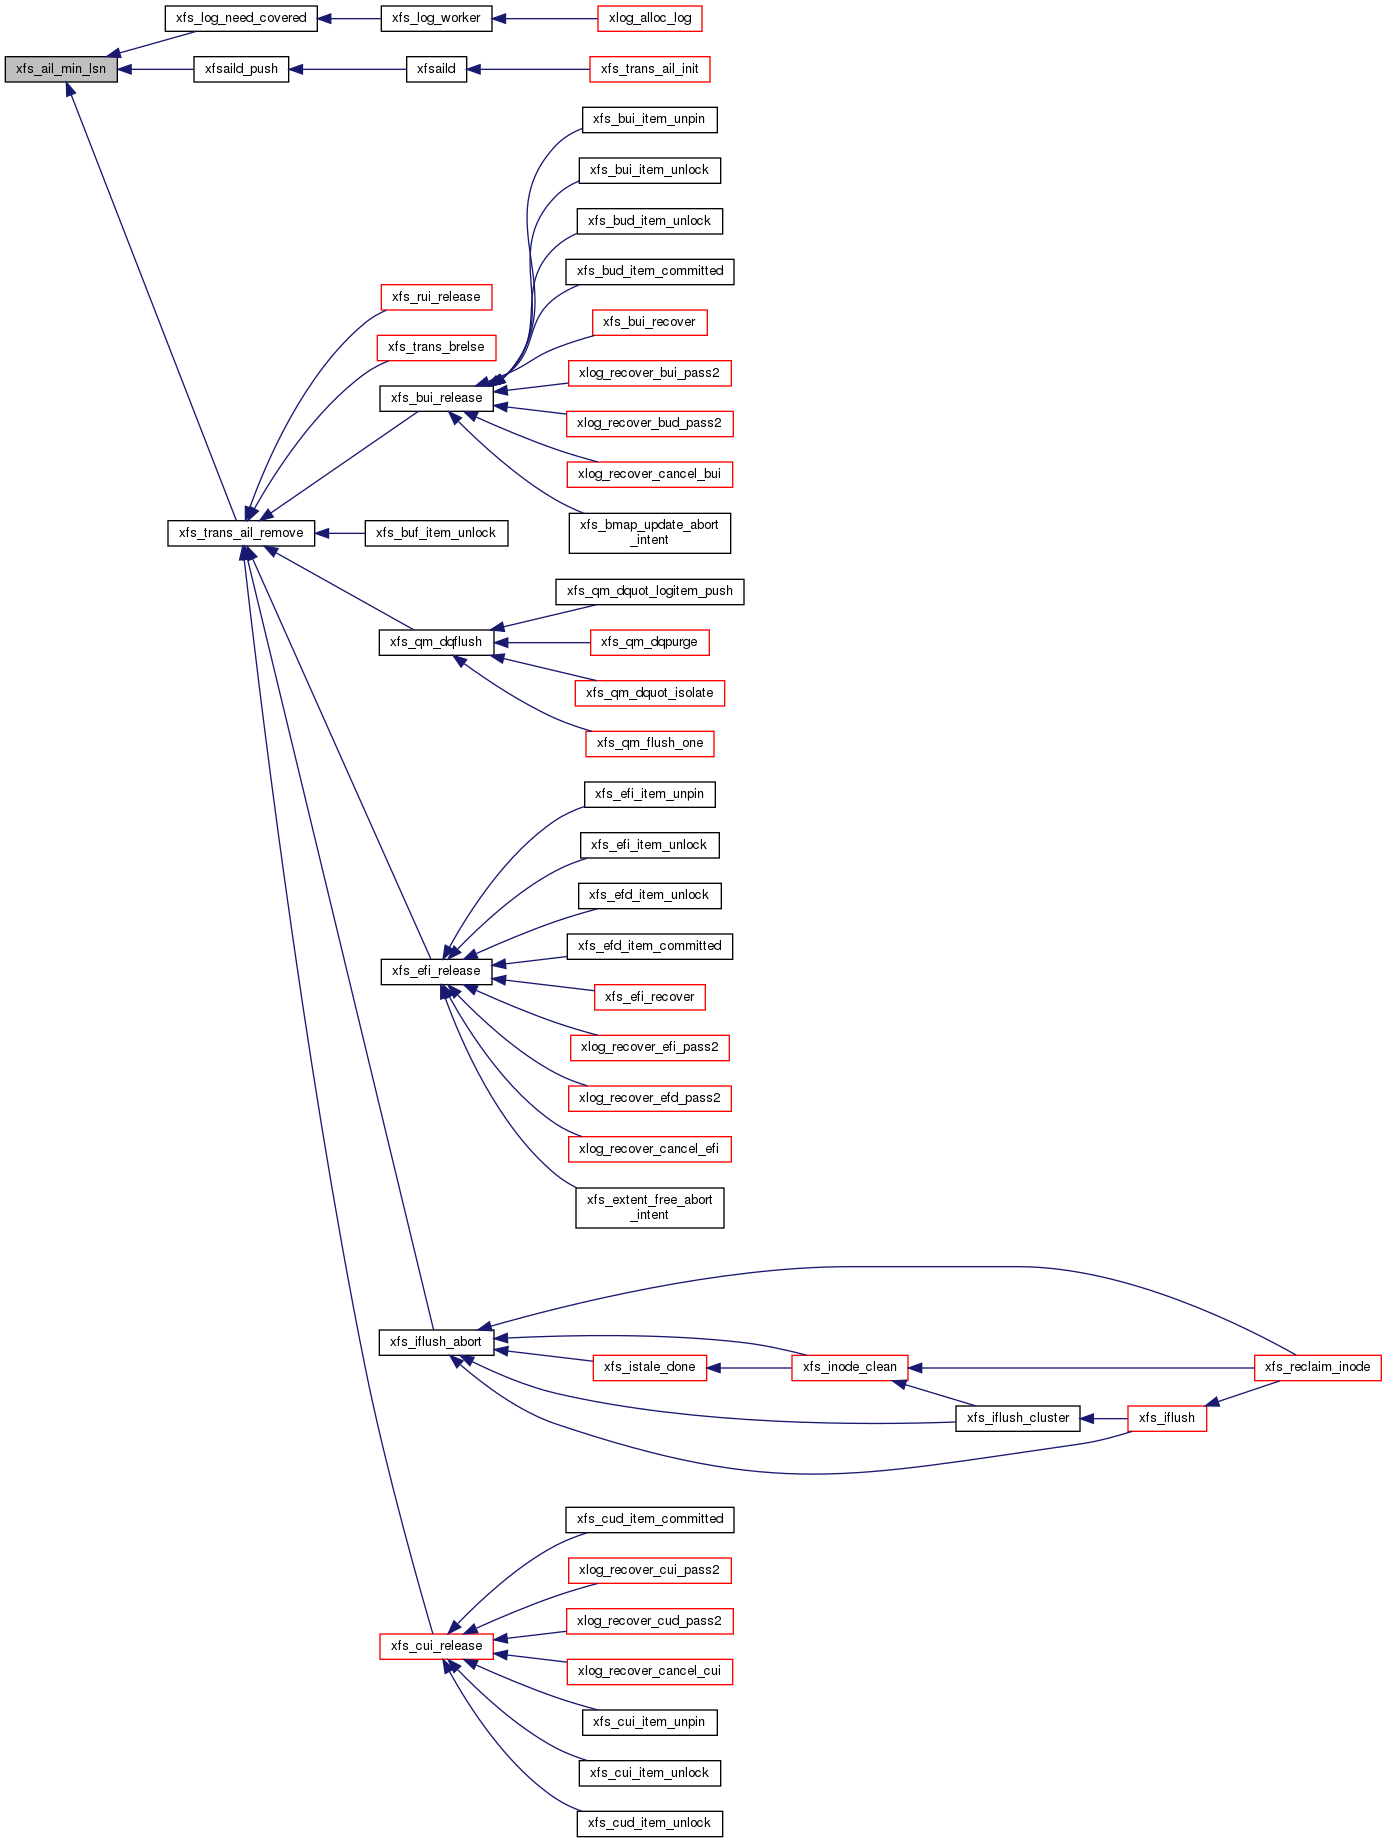 xfs_log_need_covered
xfs_log_worker
xlog_alloc_log
xfs_ail_min_lsn
xfsaild_push
xfsaild
xfs_trans_ail_init
xfs_bui_item_unpin
xfs_bui_item_unlock
xfs_bud_item_unlock
xfs_bud_item_committed
xfs_rui_release
xfs_bui_recover
xfs_trans_brelse
xlog_recover_bui_pass2
xfs_bui_release
xlog_recover_bud_pass2
xlog_recover_cancel_bui
xfs_bmap_update_abort
_intent
xfs_trans_ail_remove
xfs_buf_item_unlock
xfs_qm_dquot_logitem_push
xfs_qm_dqflush
xfs_qm_dqpurge
xfs_qm_dquot_isolate
xfs_qm_flush_one
xfs_efi_item_unpin
xfs_efi_item_unlock
xfs_efd_item_unlock
xfs_efd_item_committed
xfs_efi_release
xfs_efi_recover
xlog_recover_efi_pass2
xlog_recover_efd_pass2
xlog_recover_cancel_efi
xfs_extent_free_abort
_intent
xfs_iflush_abort
xfs_istale_done
xfs_inode_clean
xfs_reclaim_inode
xfs_iflush_cluster
xfs_iflush
xfs_cud_item_committed
xlog_recover_cui_pass2
xlog_recover_cud_pass2
xfs_cui_release
xlog_recover_cancel_cui
xfs_cui_item_unpin
xfs_cui_item_unlock
xfs_cud_item_unlock